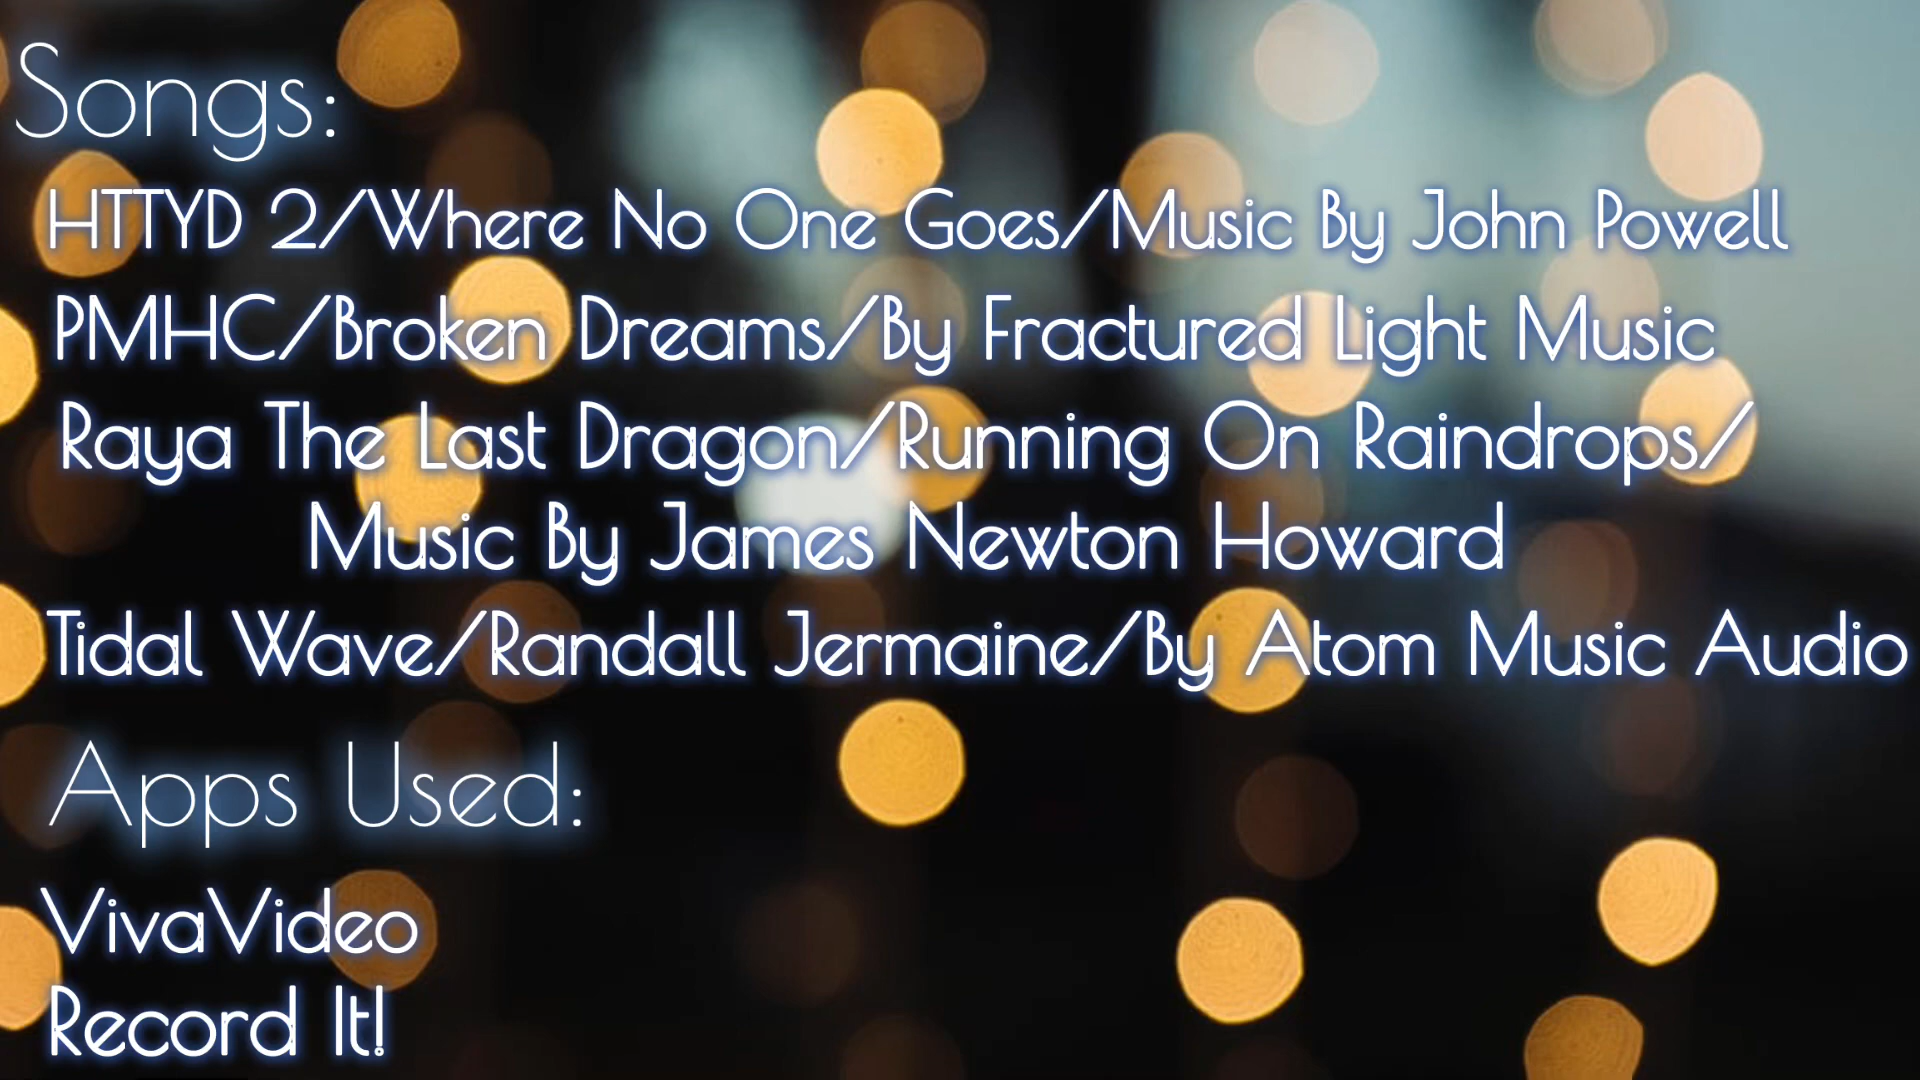 Songs:
HTTYD 2/Where No One Goes/Music By John Powell
PMHC/Broken Dreams/By Fractured Light Music
Raya The Last Dragon/Running On Raindrops/
Music By James Newton Howard
Tidal Wave/Randall Jermaine/By Atom Music Audio
Apps Used:
VivaVideo
Record It!